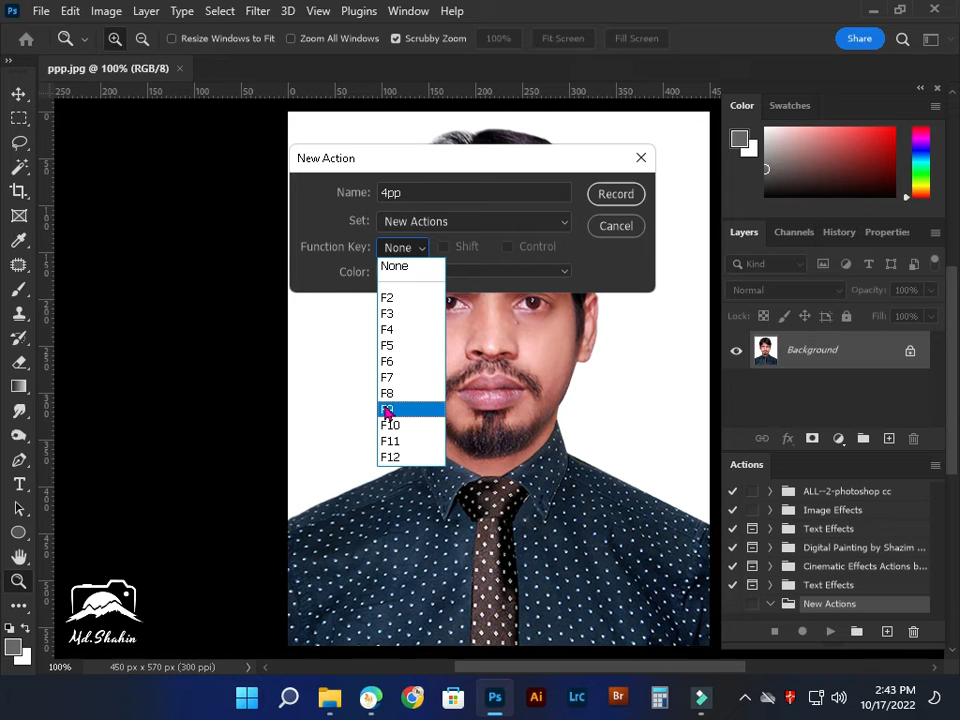 Ps File Edit Image Layer Type Select Filter 3D View Plugins Window Help
Resize Windows to Fit Zoom All Windows Scrubby Zoom 100% Fit Screen Fill Screen Share
ppp.jpg @ 100% (RGB/8)
250 200 150 100 50 0 50 100 150 200 250 300 350 400 45
Color Swatches
New Action
Name: 4pp Record
Set: New Actions Cancel
Function Key: None Shift Control
Color:
None
F2
F3
F4
F5
F6
F7
F8
F10
F11
F12
Layers Channels History Properties
Kind
Normal Opacity: 100%
Lock: Fill: 100%
Background
Actions
ALL--2-photoshop cc
Image Effects
Text Effects
Digital Painting by Shazim ...
Cinematic Effects Actions b...
Text Effects
New Actions
Md.Shahin
100% 450 px x 570 px (300 ppi)
Ps Ai Lrc Br
2:43 PM
10/17/2022